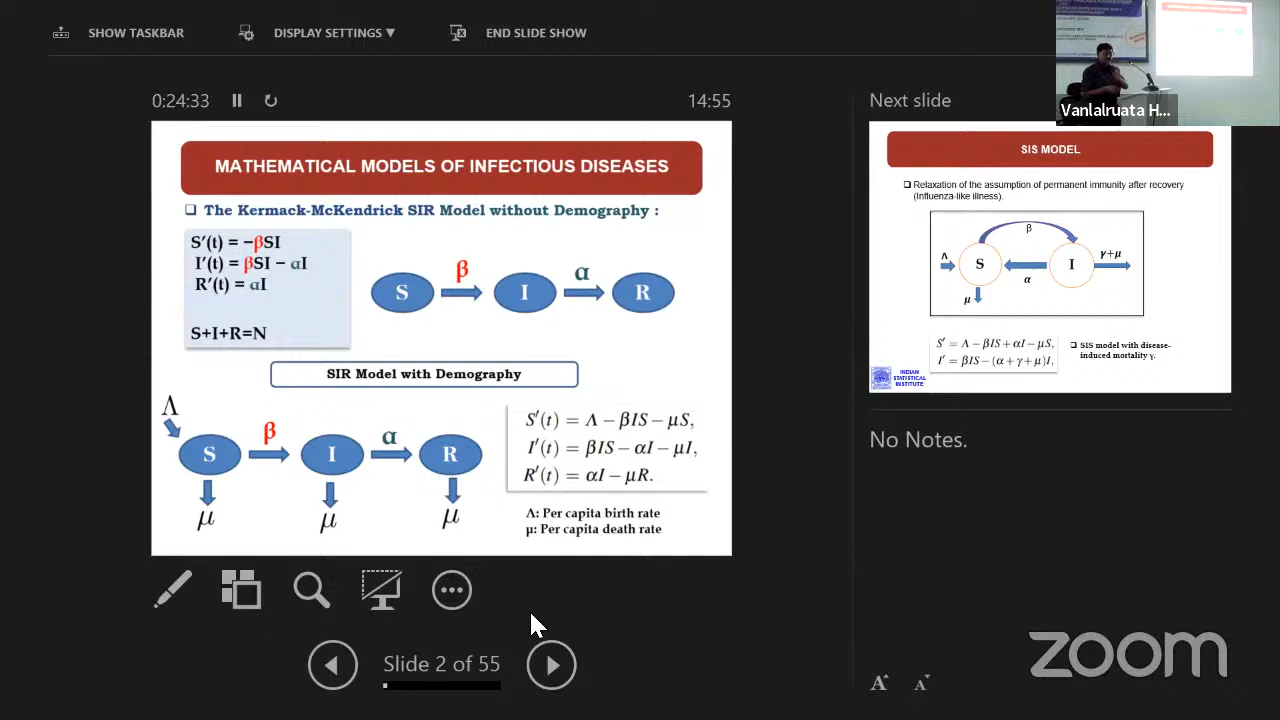 SHOW TASKBAR
DISPLAY SETTINGS ▼
END SLIDE SHOW
0:24:33
14:55
MATHEMATICAL MODELS OF INFECTIOUS DISEASES
❑ The Kermack-McKendrick SIR Model without Demography :
S′(t) = −βSI
I′(t) = βSI − αI
R′(t) = αI
S+I+R=N
S β I α R
SIR Model with Demography
Λ
S β I α R
μ μ μ
S′(t) = Λ − βIS − μS,
I′(t) = βIS − αI − μI,
R′(t) = αI − μR.
Λ: Per capita birth rate
μ: Per capita death rate
Slide 2 of 55
Next slide
Vanlalruata H...
SIS MODEL
❑ Relaxation of the assumption of permanent immunity after recovery
(Influenza-like illness).
β
Λ S I γ+μ
α
μ
S′ = Λ − βIS + αI − μS,
I′ = βIS − (α + γ + μ)I,
❑ SIS model with disease-
induced mortality γ.
INDIAN
STATISTICAL
INSTITUTE
No Notes.
A A
zoom